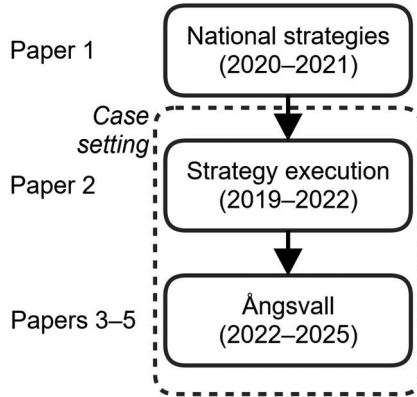 Paper 1
National strategies
(2020–2021)
Case
setting
Paper 2
Strategy execution
(2019–2022)
Papers 3–5
Ångsvall
(2022–2025)